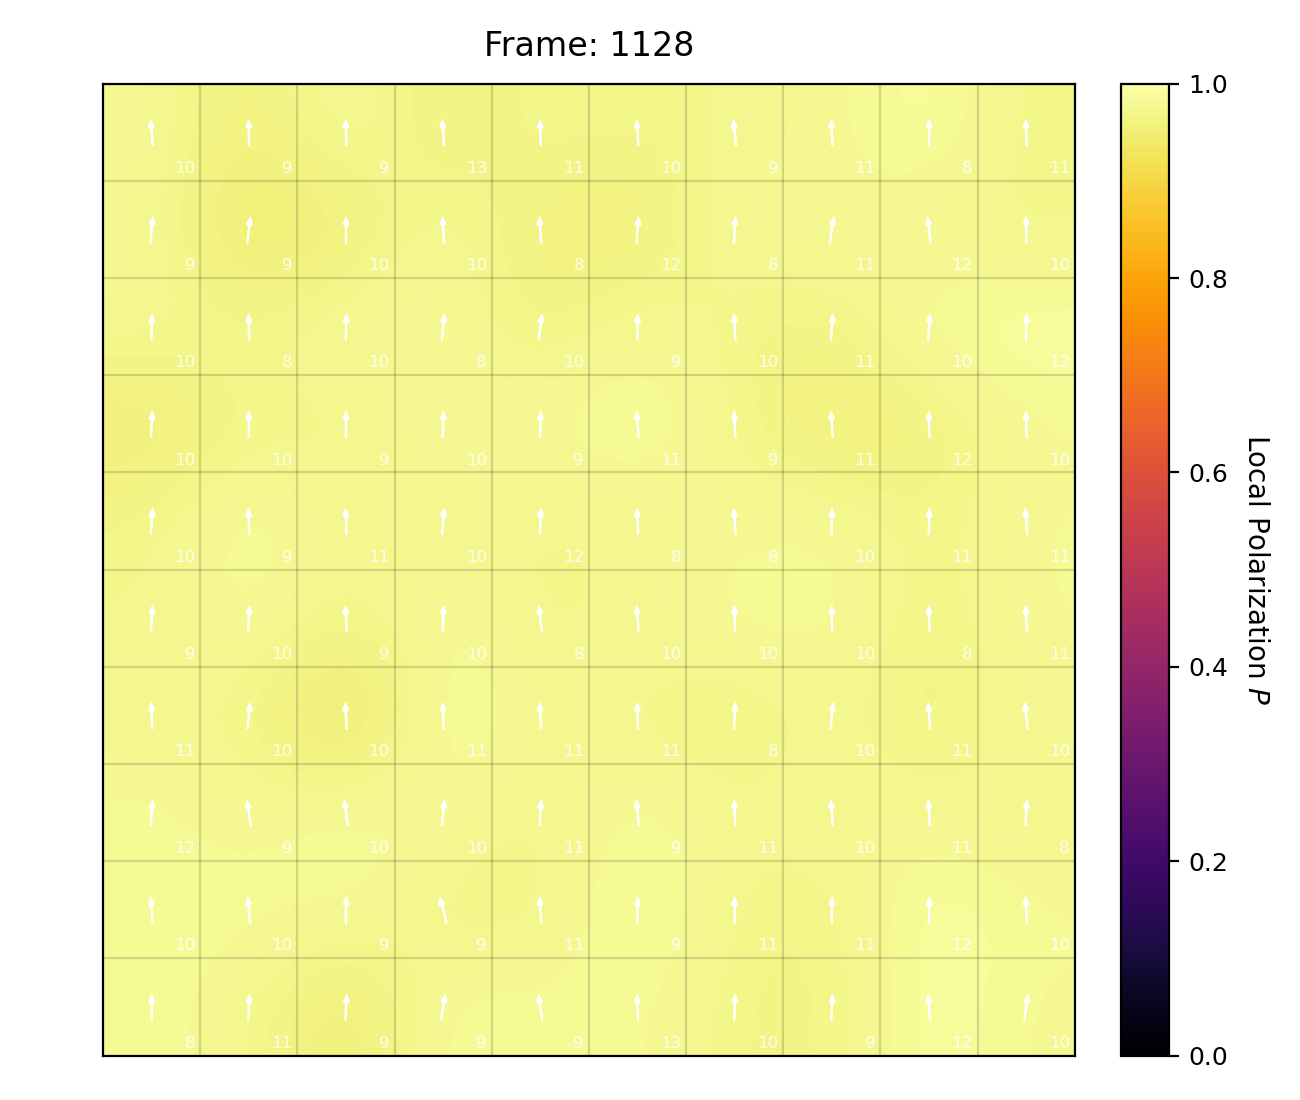 Frame: 1128
10 9 9 13 11 10 9 11 8 11
9 9 10 10 8 12 8 11 12 10
10 8 10 8 10 9 10 11 10 12
10 10 9 10 9 11 9 11 12 10
10 9 11 10 12 8 8 10 11 11
9 10 9 10 8 10 10 10 8 11
11 10 10 11 11 11 8 10 11 10
12 9 10 10 11 9 11 10 11 8
10 10 9 9 11 9 11 11 12 10
8 11 9 9 9 13 10 9 12 10
1.0
0.8
0.6
0.4
0.2
0.0
Local Polarization P